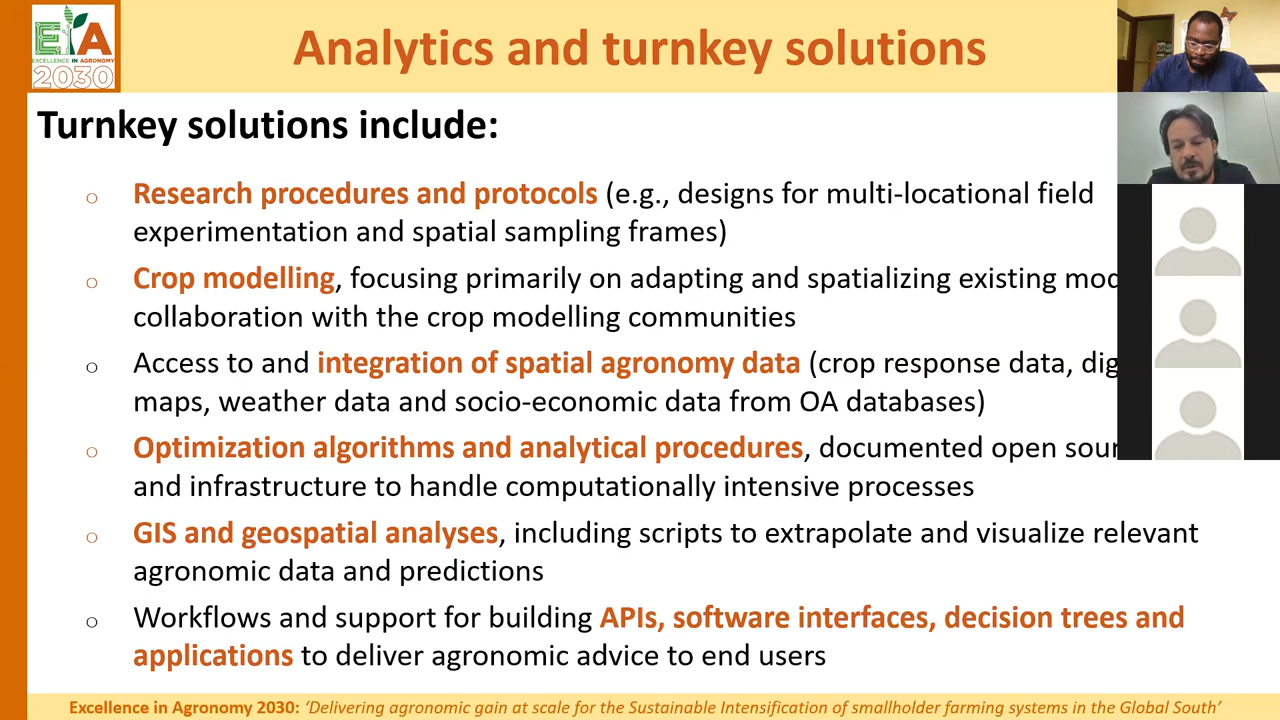 EiA
EXCELLENCE IN AGRONOMY
2030
Analytics and turnkey solutions
Turnkey solutions include:
Research procedures and protocols (e.g., designs for multi-locational field
experimentation and spatial sampling frames)
Crop modelling, focusing primarily on adapting and spatializing existing
collaboration with the crop modelling communities
Access to and integration of spatial agronomy data (crop response data,
maps, weather data and socio-economic data from OA databases)
Optimization algorithms and analytical procedures, documented open
and infrastructure to handle computationally intensive processes
GIS and geospatial analyses, including scripts to extrapolate and visualize relevant
agronomic data and predictions
Workflows and support for building APIs, software interfaces, decision trees and
applications to deliver agronomic advice to end users
Excellence in Agronomy 2030: ‘Delivering agronomic gain at scale for the Sustainable Intensification of smallholder farming systems in the Global South’